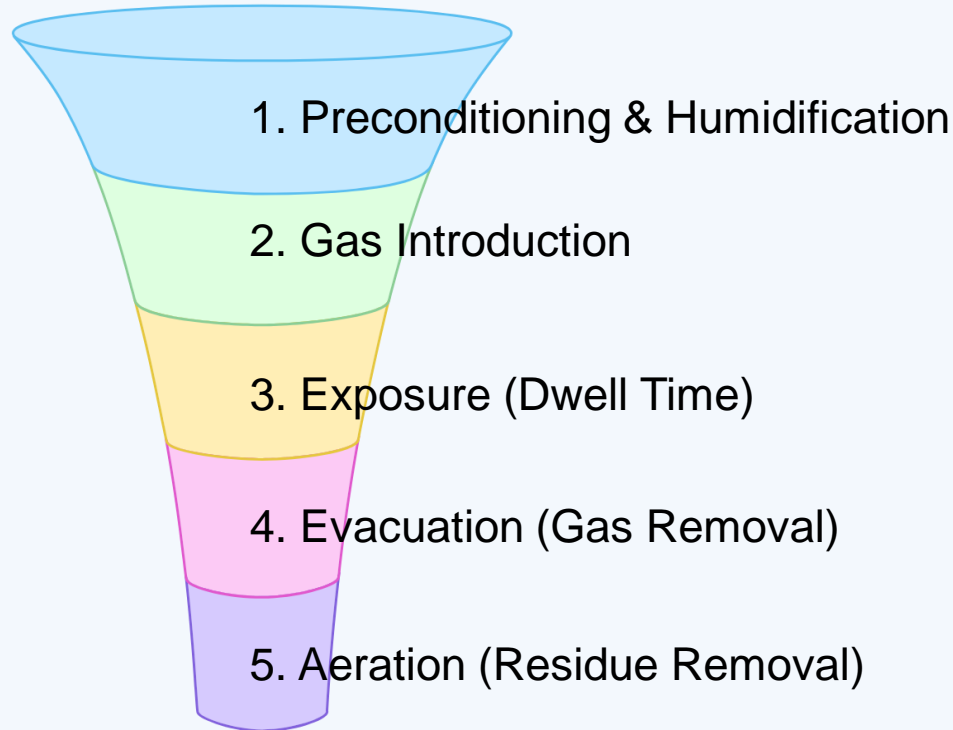 1. Preconditioning & Humidification
2. Gas Introduction
3. Exposure (Dwell Time)
4. Evacuation (Gas Removal)
5. Aeration (Residue Removal)